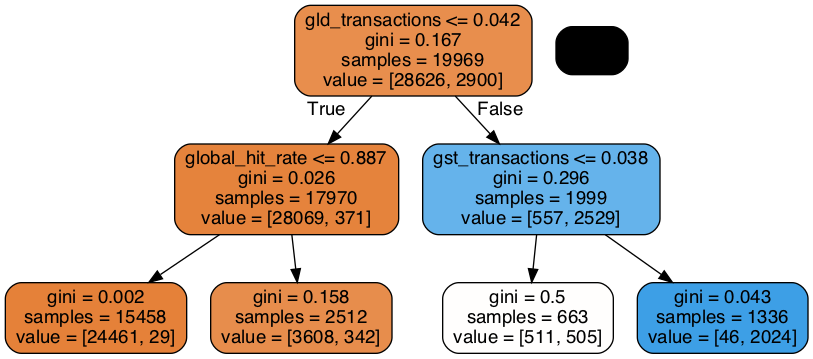 gld_transactions <= 0.042
gini = 0.167
samples = 19969
value = [28626, 2900]
True
False
global_hit_rate <= 0.887
gini = 0.026
samples = 17970
value = [28069, 371]
gst_transactions <= 0.038
gini = 0.296
samples = 1999
value = [557, 2529]
gini = 0.002
samples = 15458
value = [24461, 29]
gini = 0.158
samples = 2512
value = [3608, 342]
gini = 0.5
samples = 663
value = [511, 505]
gini = 0.043
samples = 1336
value = [46, 2024]